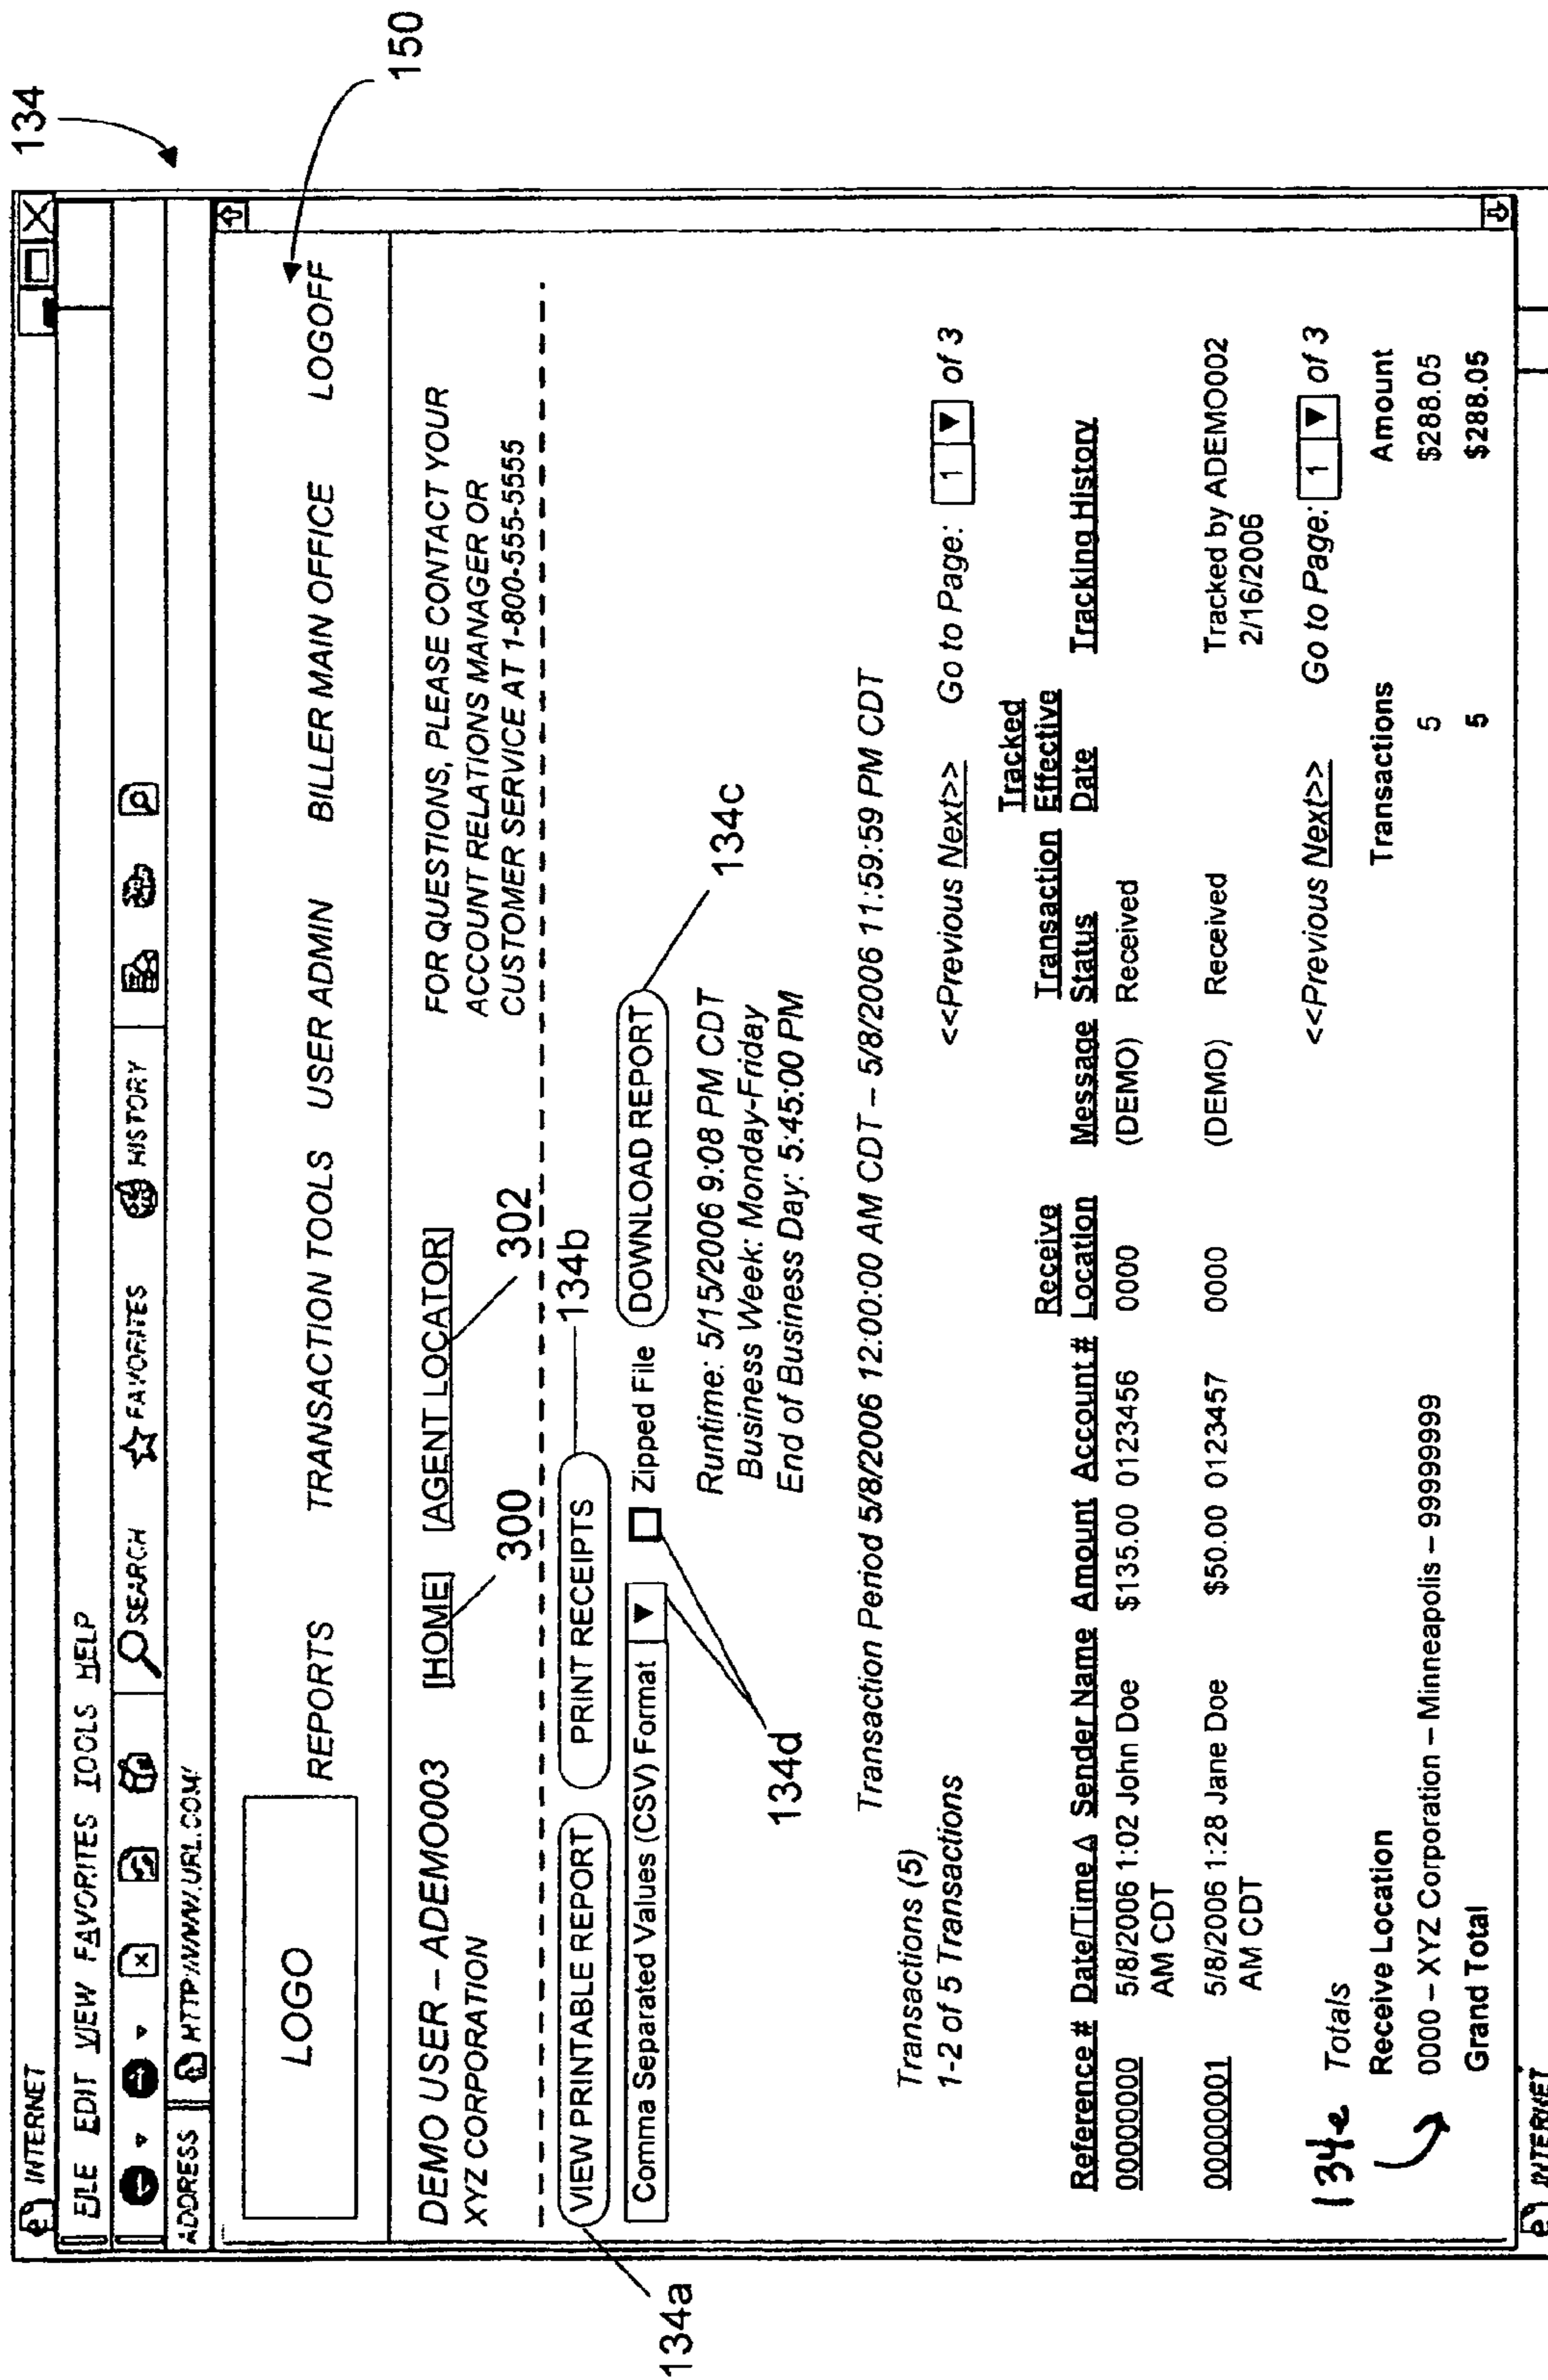 134
150
INTERNET
FILE EDIT VIEW FAVORITES TOOLS HELP
SEARCH FAVORITES HISTORY
ADDRESS HTTP://WWW.URL.COM/
LOGO
REPORTS TRANSACTION TOOLS USER ADMIN BILLER MAIN OFFICE LOGOFF
DEMO USER – ADEMO003 [HOME] [AGENT LOCATOR] FOR QUESTIONS, PLEASE CONTACT YOUR
XYZ CORPORATION ACCOUNT RELATIONS MANAGER OR
300 302 CUSTOMER SERVICE AT 1-800-555-5555
134a VIEW PRINTABLE REPORT PRINT RECEIPTS 134b
Comma Separated Values (CSV) Format ▼ Zipped File DOWNLOAD REPORT 134c
134d
Runtime: 5/15/2006 9:08 PM CDT
Business Week: Monday-Friday
End of Business Day: 5:45:00 PM
Transaction Period 5/8/2006 12:00:00 AM CDT – 5/8/2006 11:59:59 PM CDT
Transactions (5)
1-2 of 5 Transactions <<Previous Next>> Go to Page: 1 ▼ of 3
Tracked
Receive Transaction Effective
Reference # Date/Time Δ Sender Name Amount Account # Location Message Status Date Tracking History
00000000 5/8/2006 1:02 John Doe $135.00 0123456 0000 (DEMO) Received
AM CDT
00000001 5/8/2006 1:28 Jane Doe $50.00 0123457 0000 (DEMO) Received Tracked by ADEMO002
AM CDT 2/16/2006
<<Previous Next>> Go to Page: 1 ▼ of 3
134e Totals
Receive Location Transactions Amount
0000 – XYZ Corporation – Minneapolis – 99999999 5 $288.05
Grand Total 5 $288.05
INTERNET